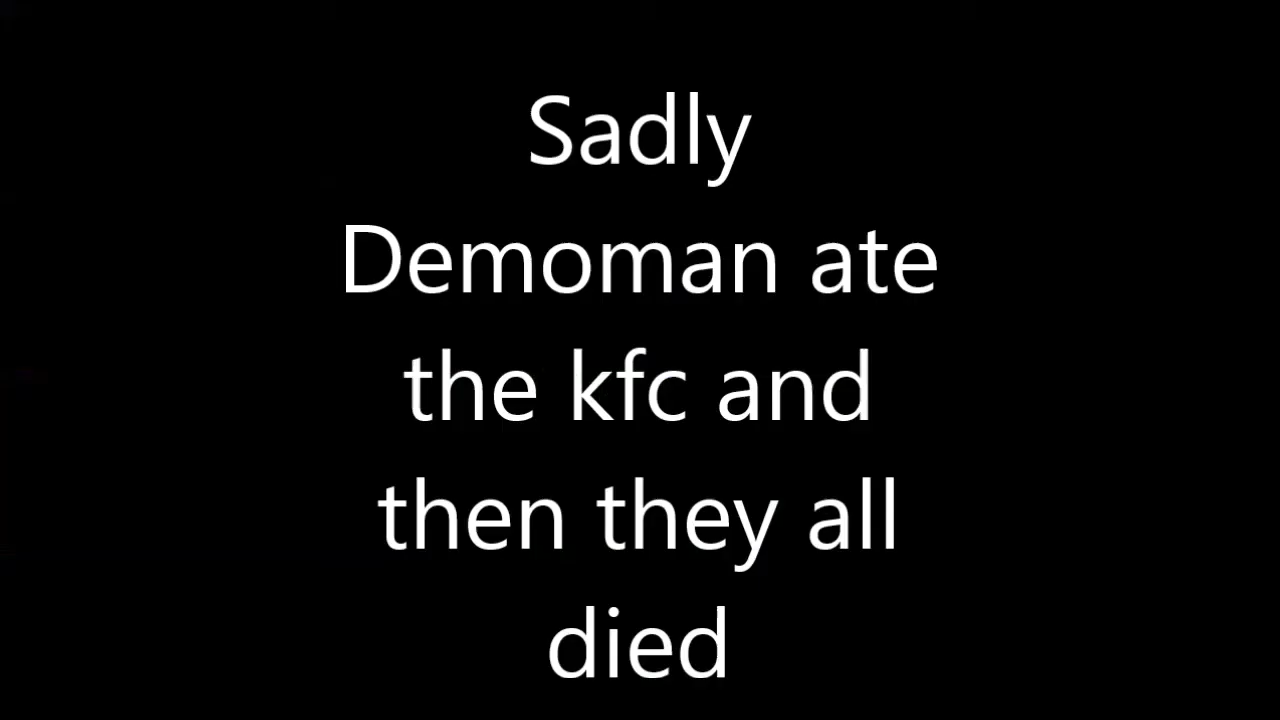 Sadly
Demoman ate
the kfc and
then they all
died